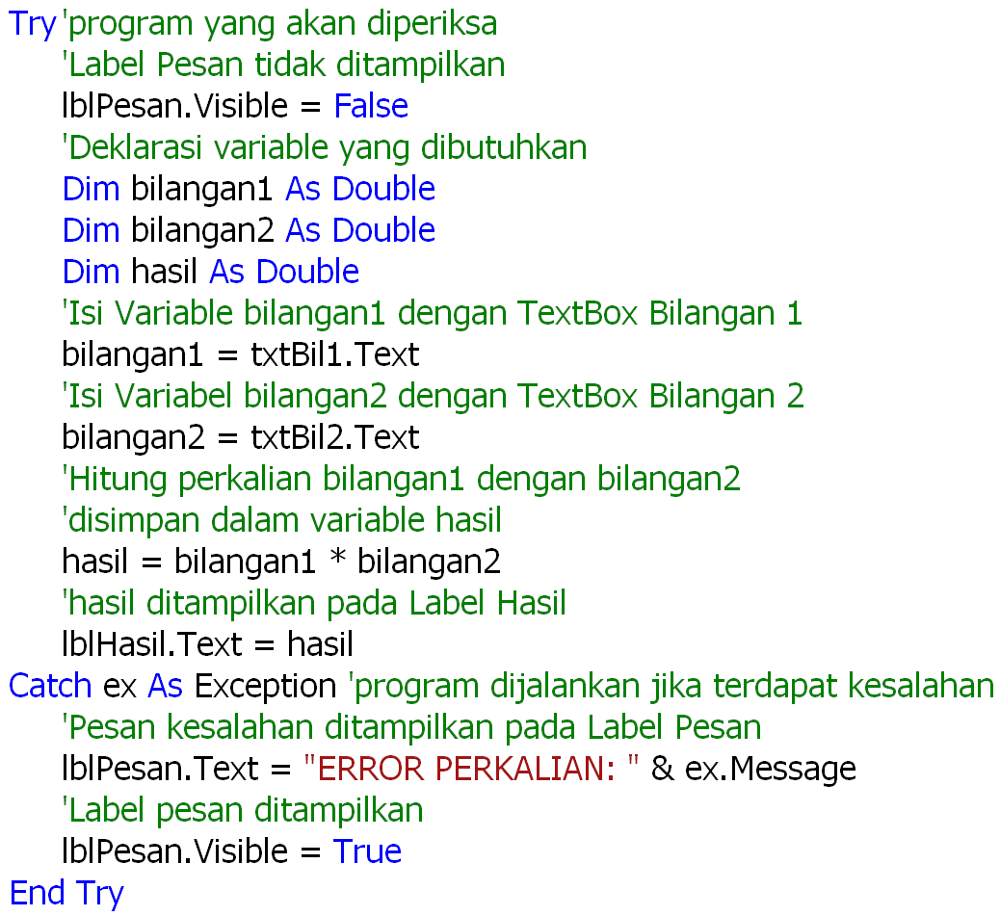 Try 'program yang akan diperiksa
'Label Pesan tidak ditampilkan
lblPesan.Visible = False
'Deklarasi variable yang dibutuhkan
Dim bilangan1 As Double
Dim bilangan2 As Double
Dim hasil As Double
'Isi Variable bilangan1 dengan TextBox Bilangan 1
bilangan1 = txtBil1.Text
'Isi Variabel bilangan2 dengan TextBox Bilangan 2
bilangan2 = txtBil2.Text
'Hitung perkalian bilangan1 dengan bilangan2
'disimpan dalam variable hasil
hasil = bilangan1 * bilangan2
'hasil ditampilkan pada Label Hasil
lblHasil.Text = hasil
Catch ex As Exception 'program dijalankan jika terdapat kesalahan
'Pesan kesalahan ditampilkan pada Label Pesan
lblPesan.Text = "ERROR PERKALIAN: " & ex.Message
'Label pesan ditampilkan
lblPesan.Visible = True
End Try